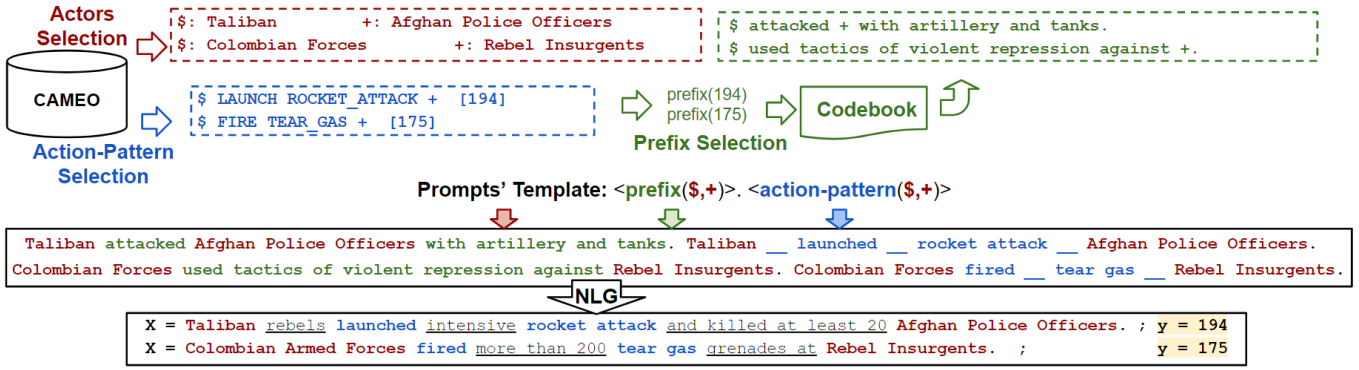 Actors
Selection
$: Taliban +: Afghan Police Officers
$: Colombian Forces +: Rebel Insurgents
$ attacked + with artillery and tanks.
$ used tactics of violent repression against +.
CAMEO
$ LAUNCH ROCKET_ATTACK + [194]
$ FIRE TEAR_GAS + [175]
prefix(194)
prefix(175)
Codebook
Prefix Selection
Action-Pattern
Selection
Prompts’ Template: <prefix($,+)>. <action-pattern($,+)>
Taliban attacked Afghan Police Officers with artillery and tanks. Taliban __ launched __ rocket attack __ Afghan Police Officers.
Colombian Forces used tactics of violent repression against Rebel Insurgents. Colombian Forces fired __ tear gas __ Rebel Insurgents.
NLG
X = Taliban rebels launched intensive rocket attack and killed at least 20 Afghan Police Officers. ; y = 194
X = Colombian Armed Forces fired more than 200 tear gas grenades at Rebel Insurgents. ; y = 175